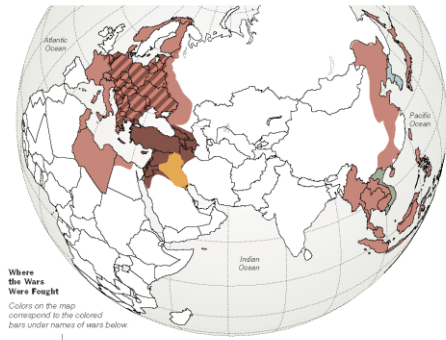 Atlantic
Ocean
Pacific
Ocean
Indian
Ocean
Where
the Wars
Were Fought
Colors on the map
correspond to the colored
bars under names of wars below.